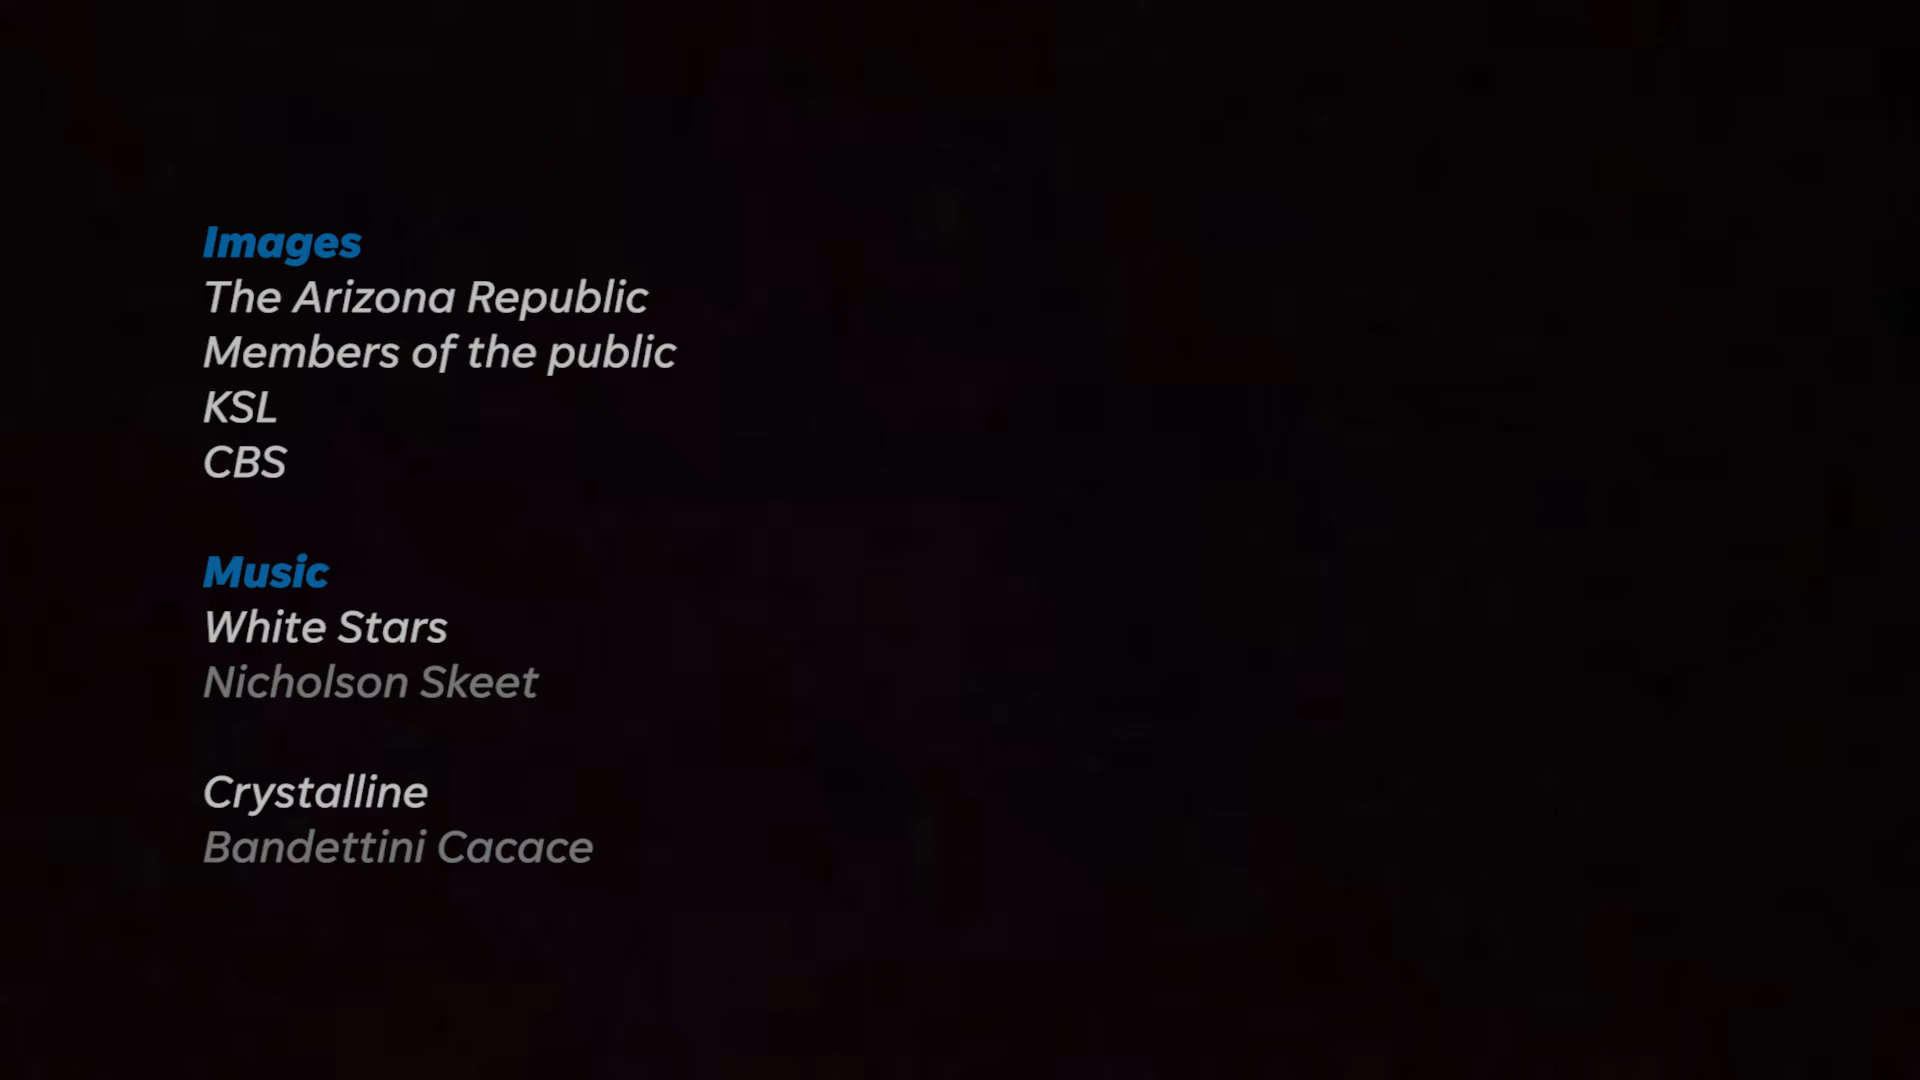 Images
The Arizona Republic
Members of the public
KSL
CBS
Music
White Stars
Nicholson Skeet
Crystalline
Bandettini Cacace